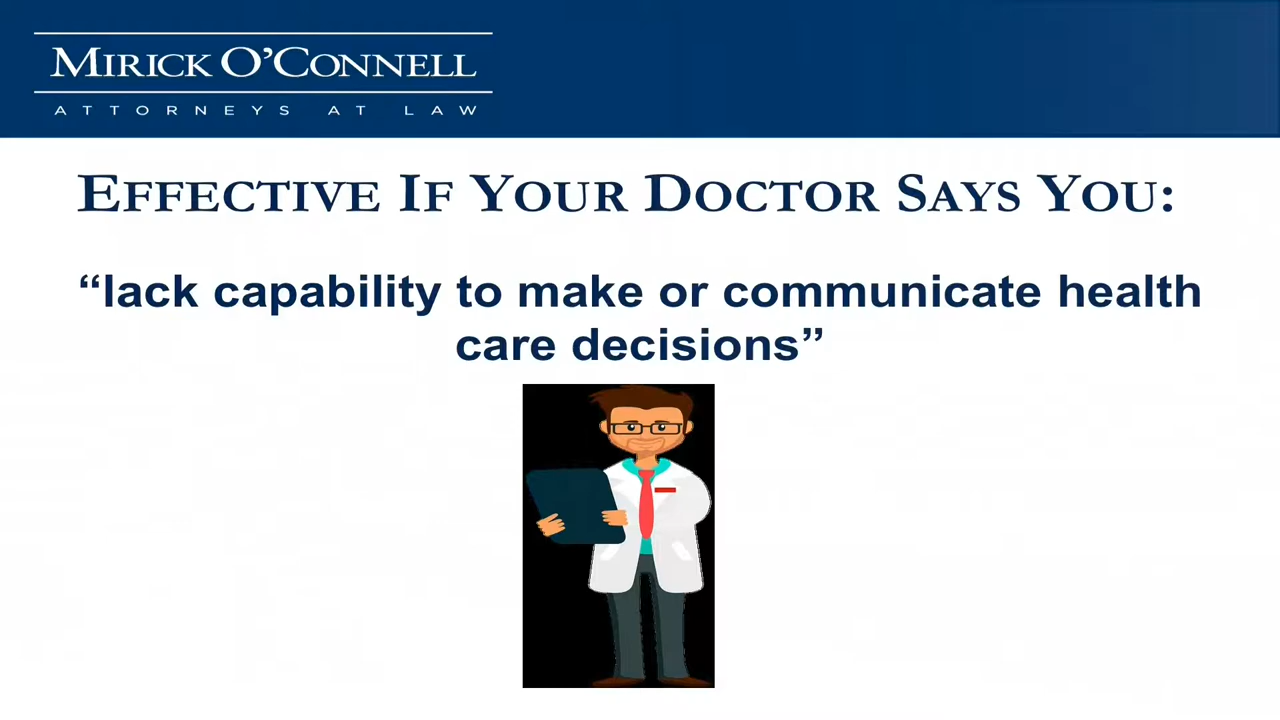 MIRICK O’CONNELL
ATTORNEYS AT LAW
EFFECTIVE IF YOUR DOCTOR SAYS YOU:
“lack capability to make or communicate health
care decisions”